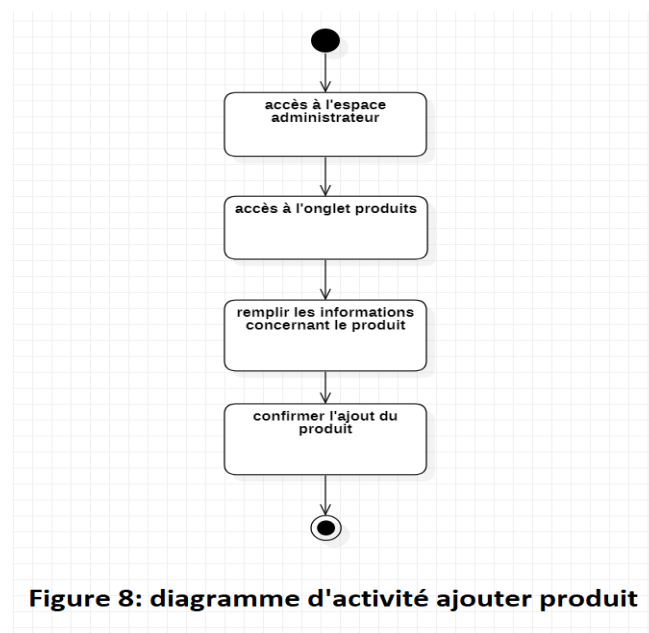 accès à l'espace
administrateur
accès à l'onglet produits
remplir les informations
concernant le produit
confirmer l'ajout du
produit
Figure 8: diagramme d'activité ajouter produit